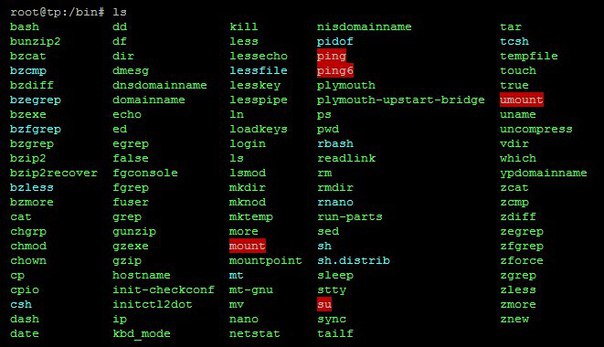 root@tp:/bin# ls
bash dd kill nisdomainname tar
bunzip2 df less pidof tcsh
bzcat dir lessecho ping tempfile
bzcmp dmesg lessfile ping6 touch
bzdiff dnsdomainname lesskey plymouth true
bzegrep domainname lesspipe plymouth-upstart-bridge umount
bzexe echo ln ps uname
bzfgrep ed loadkeys pwd uncompress
bzgrep egrep login rbash vdir
bzip2 false ls readlink which
bzip2recover fgconsole lsmod rm ypdomainname
bzless fgrep mkdir rmdir zcat
bzmore fuser mknod rnano zcmp
cat grep mktemp run-parts zdiff
chgrp gunzip more sed zegrep
chmod gzexe mount sh zfgrep
chown gzip mountpoint sh.distrib zforce
cp hostname mt sleep zgrep
cpio init-checkconf mt-gnu stty zless
csh initctl2dot mv su zmore
dash ip nano sync znew
date kbd_mode netstat tailf